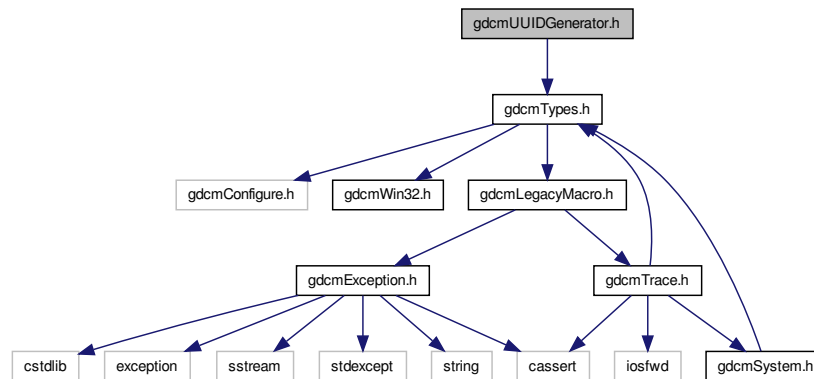 gdcmUUIDGenerator.h
gdcmTypes.h
gdcmConfigure.h
gdcmWin32.h
gdcmLegacyMacro.h
gdcmException.h
gdcmTrace.h
cstdlib
exception
sstream
stdexcept
string
cassert
iosfwd
gdcmSystem.h